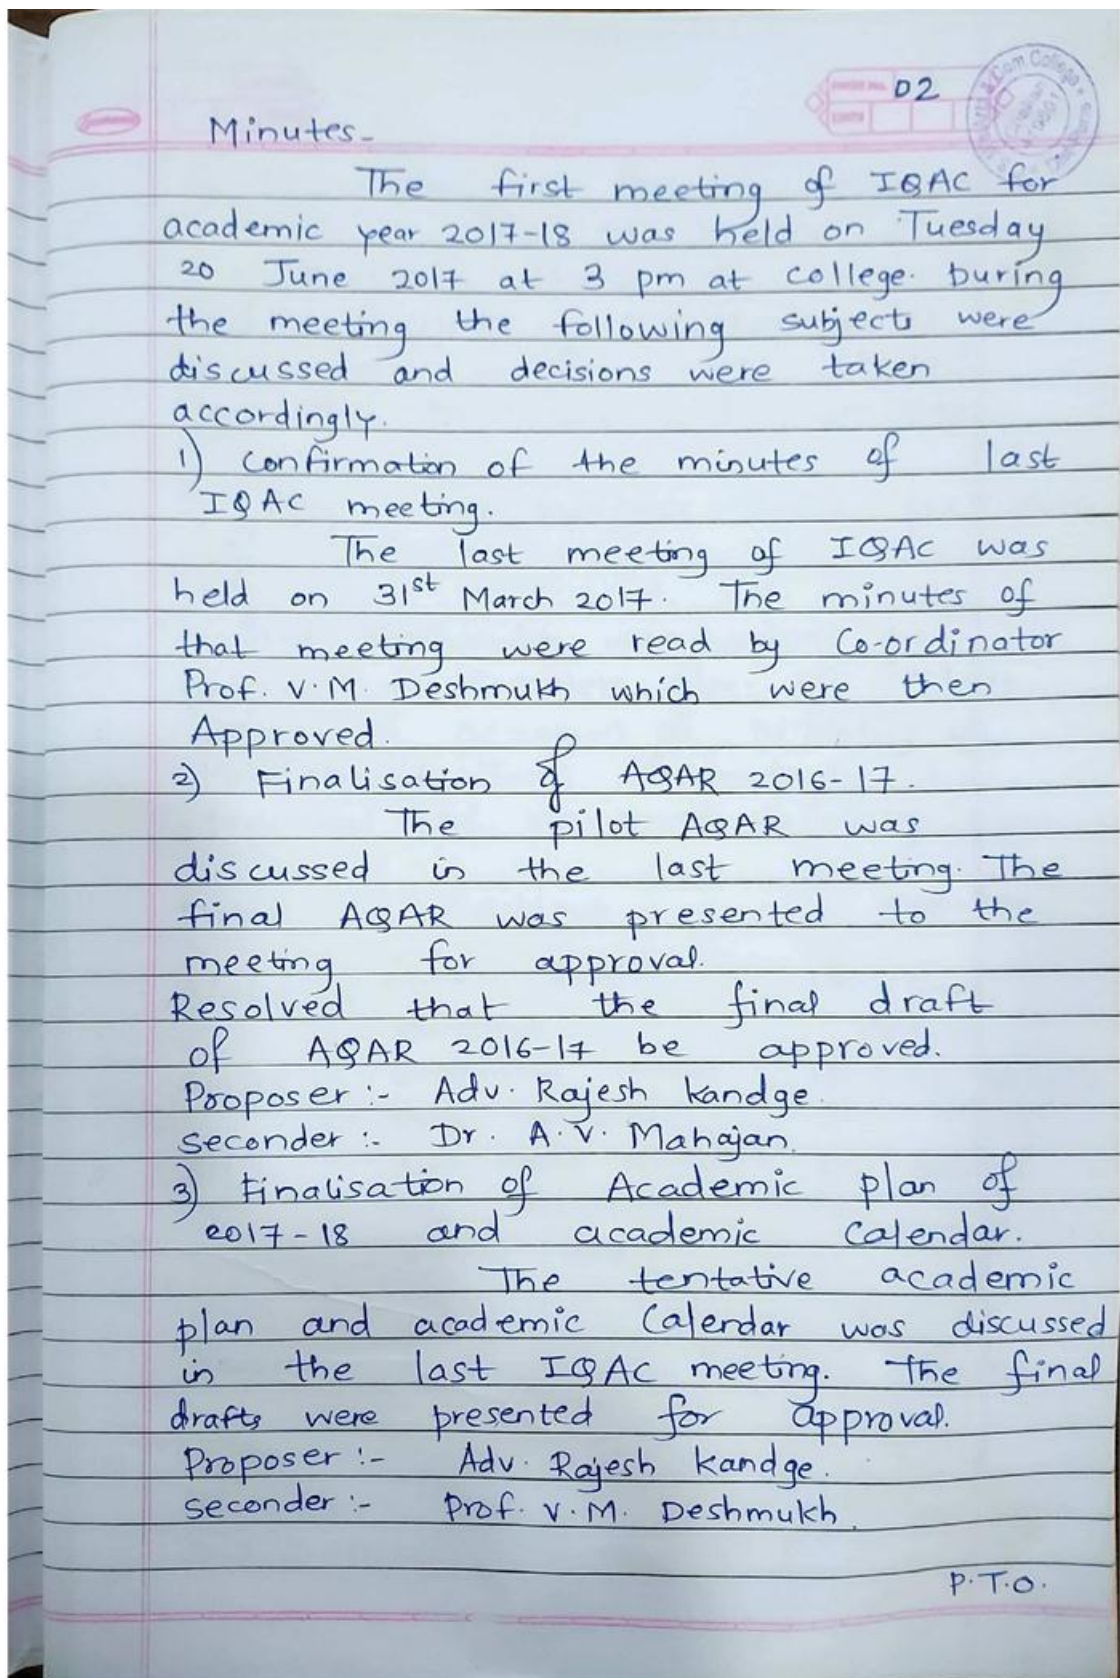 02
Minutes-
The first meeting of IQAC for
academic year 2017-18 was held on Tuesday
20 June 2017 at 3 pm at college. During
the meeting the following subjects were
discussed and decisions were taken
accordingly.
1) Confirmation of the minutes of last
IQAC meeting.
The last meeting of IQAC was
held on 31st March 2017. The minutes of
that meeting were read by Co-ordinator
Prof. V.M. Deshmukh which were then
Approved.
2) Finalisation of AQAR 2016-17.
The pilot AQAR was
discussed in the last meeting. The
final AQAR was presented to the
meeting for approval.
Resolved that the final draft
of AQAR 2016-17 be approved.
Proposer :- Adv. Rajesh Kandge.
Seconder :- Dr. A.V. Mahajan.
3) Finalisation of Academic plan of
2017-18 and academic Calendar.
The tentative academic
plan and academic Calendar was discussed
in the last IQAC meeting. The final
drafts were presented for approval.
Proposer :- Adv. Rajesh Kandge.
Seconder :- Prof. V.M. Deshmukh.
P.T.O.